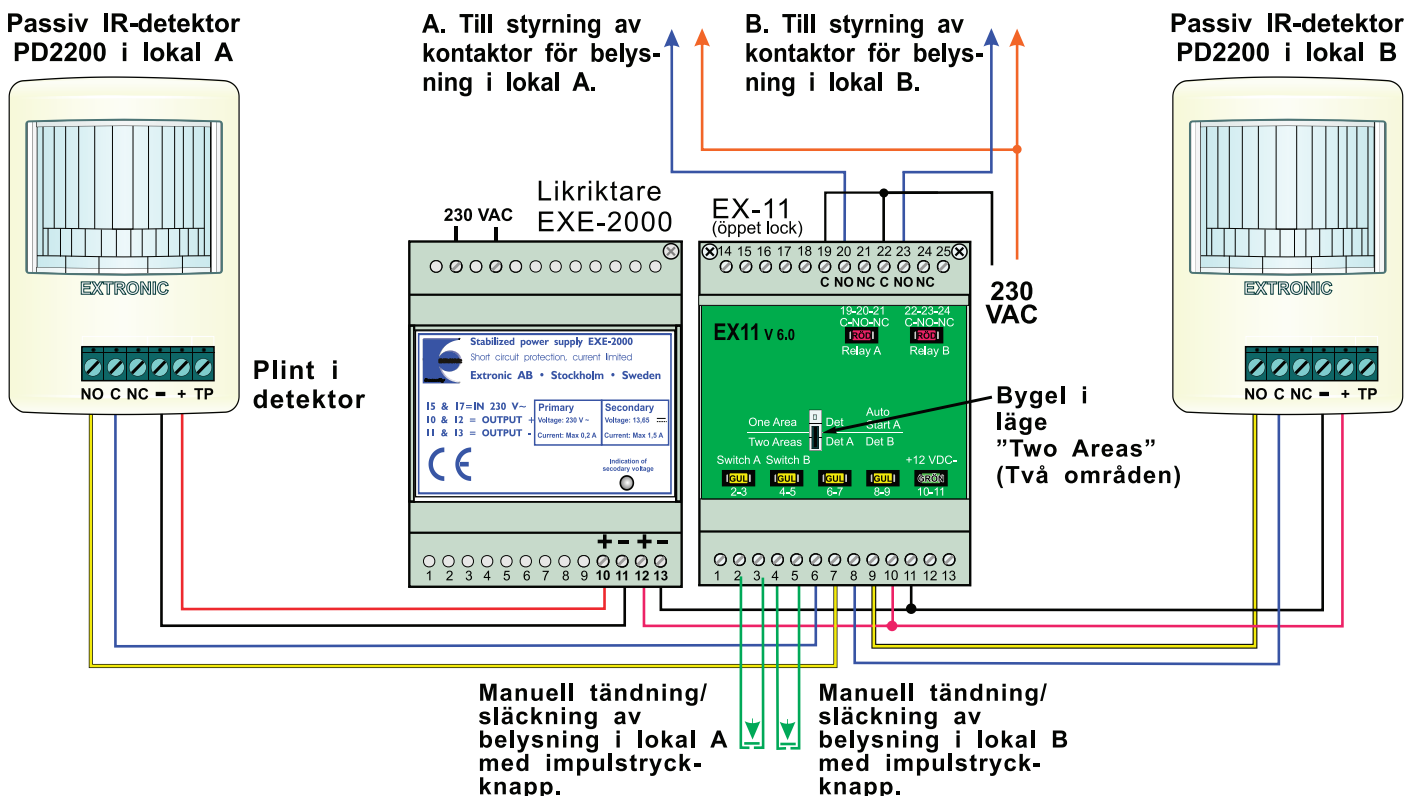 Passiv IR-detektor
PD2200 i lokal A
A. Till styrning av
kontaktor för belys-
ning i lokal A.
B. Till styrning av
kontaktor för belys-
ning i lokal B.
Passiv IR-detektor
PD2200 i lokal B
EXTRONIC
NO C NC – + TP
Plint i
detektor
230 VAC
Likriktare
EXE-2000
Stabilized power supply EXE-2000
Short circuit protection, current limited
Extronic AB • Stockholm • Sweden
15 & 17=IN 230 V~
10 & 12 = OUTPUT +
11 & 13 = OUTPUT -
Primary
Voltage: 230 V ~
Current: Max 0,2 A
Secondary
Voltage: 13,65
Current: Max 1,5 A
CE
Indication of
secodary voltage
+ – + –
1 2 3 4 5 6 7 8 9 10 11 12 13
EX-11
(öppet lock)
14 15 16 17 18 19 20 21 22 23 24 25
C NO NC C NO NC
230
VAC
EX11 V 6.0
19-20-21
C-NO-NC
RÖD
Relay A
22-23-24
C-NO-NC
RÖD
Relay B
One Area
Two Areas
Det
Det A
Auto
Start A
Det B
Switch A Switch B +12 VDC-
GUL GUL GUL GUL GRÖN
2-3 4-5 6-7 8-9 10-11
1 2 3 4 5 6 7 8 9 10 11 12 13
Bygel i
läge
”Two Areas”
(Två områden)
EXTRONIC
NO C NC – + TP
Manuell tändning/
släckning av
belysning i lokal A
med impulstryck-
knapp.
Manuell tändning/
släckning av
belysning i lokal B
med impulstryck-
knapp.